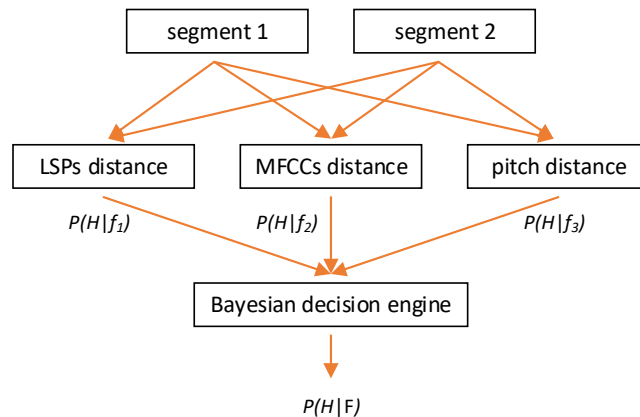 segment 1
segment 2
LSPs distance
MFCCs distance
pitch distance
P(H|f₁)
P(H|f₂)
P(H|f₃)
Bayesian decision engine
P(H|F)